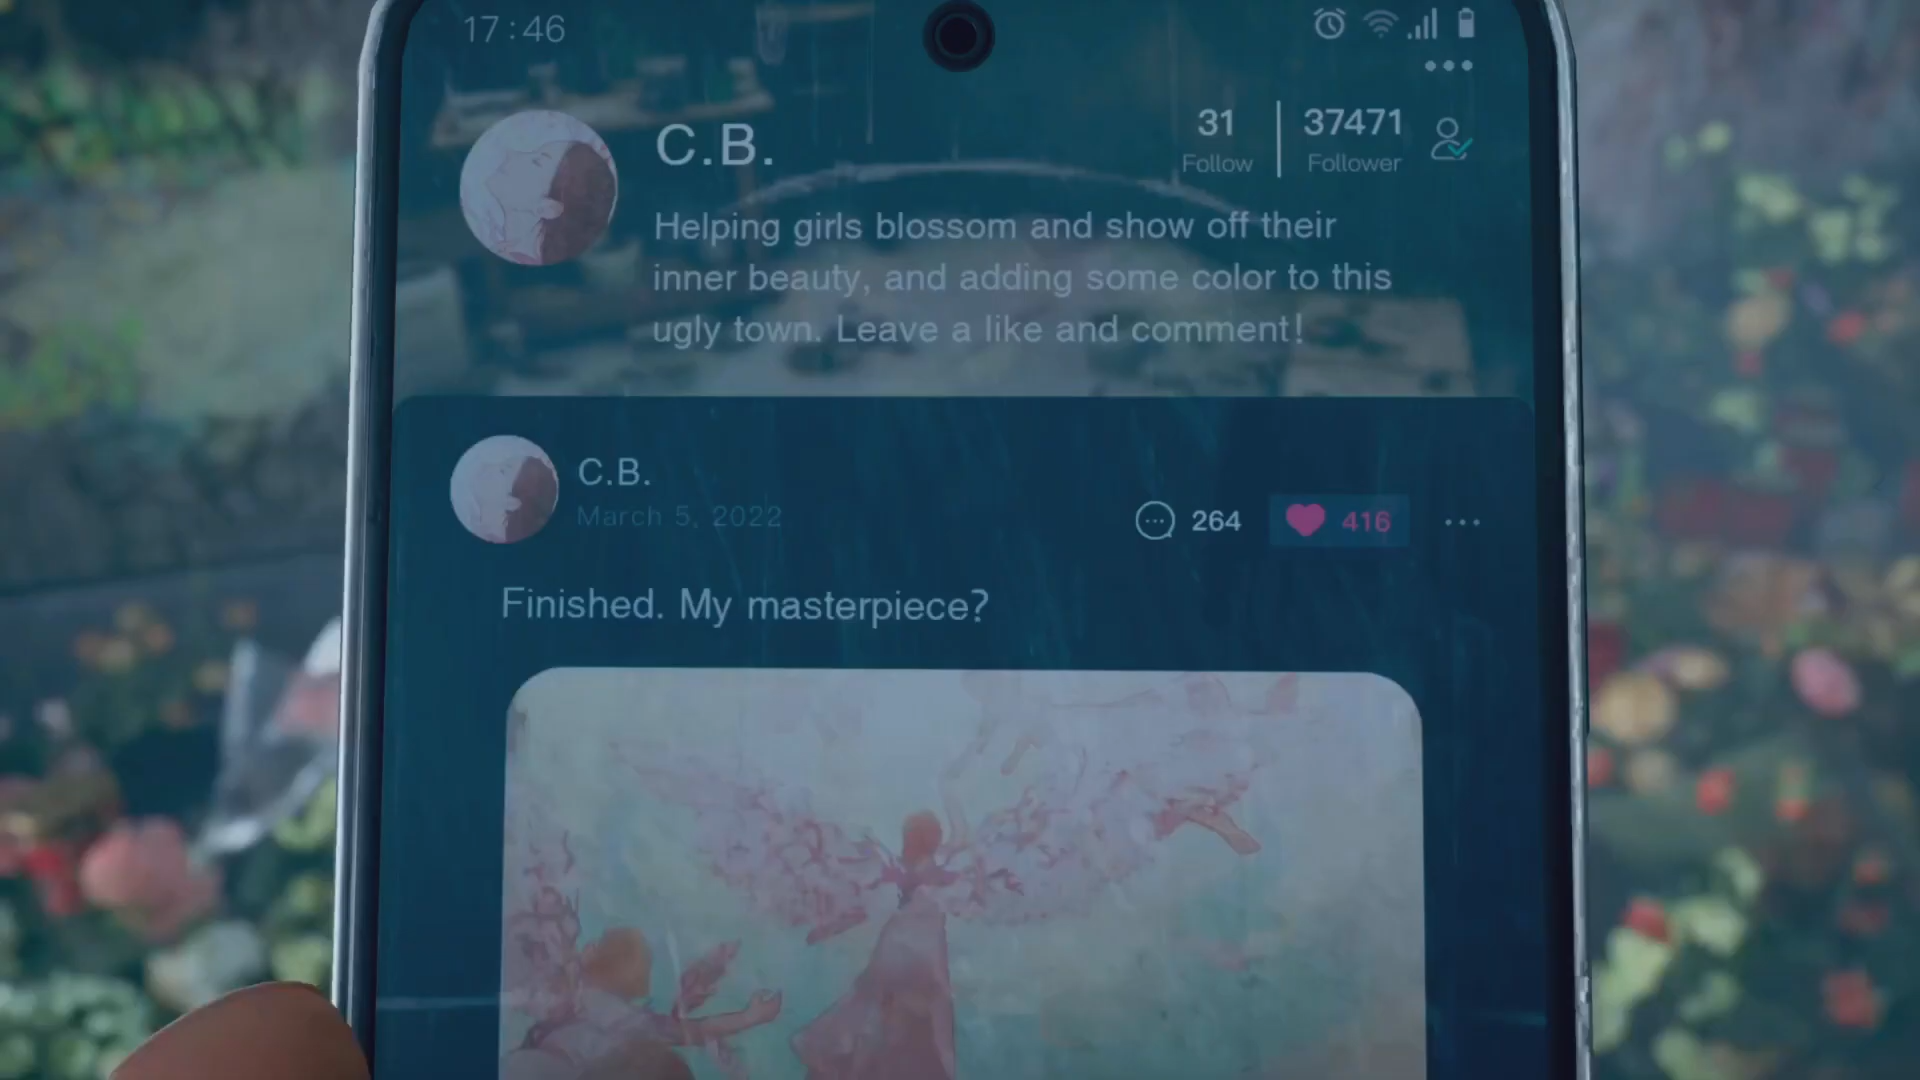 17:46
C.B.
31
Follow
37471
Follower
Helping girls blossom and show off their
inner beauty, and adding some color to this
ugly town. Leave a like and comment!
C.B.
March 5, 2022
264
416
Finished. My masterpiece?